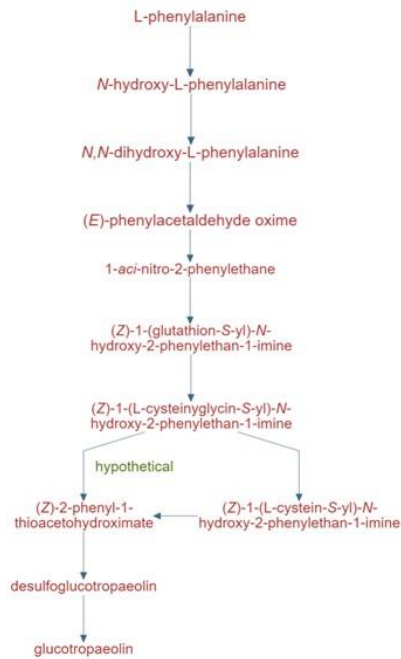 L-phenylalanine
N-hydroxy-L-phenylalanine
N,N-dihydroxy-L-phenylalanine
(E)-phenylacetaldehyde oxime
1-aci-nitro-2-phenylethane
(Z)-1-(glutathion-S-yl)-N-
hydroxy-2-phenylethan-1-imine
(Z)-1-(L-cysteinyglycin-S-yl)-N-
hydroxy-2-phenylethan-1-imine
hypothetical
(Z)-2-phenyl-1-
thioacetohydroximate
(Z)-1-(L-cystein-S-yl)-N-
hydroxy-2-phenylethan-1-imine
desulfoglucotropaeolin
glucotropaeolin